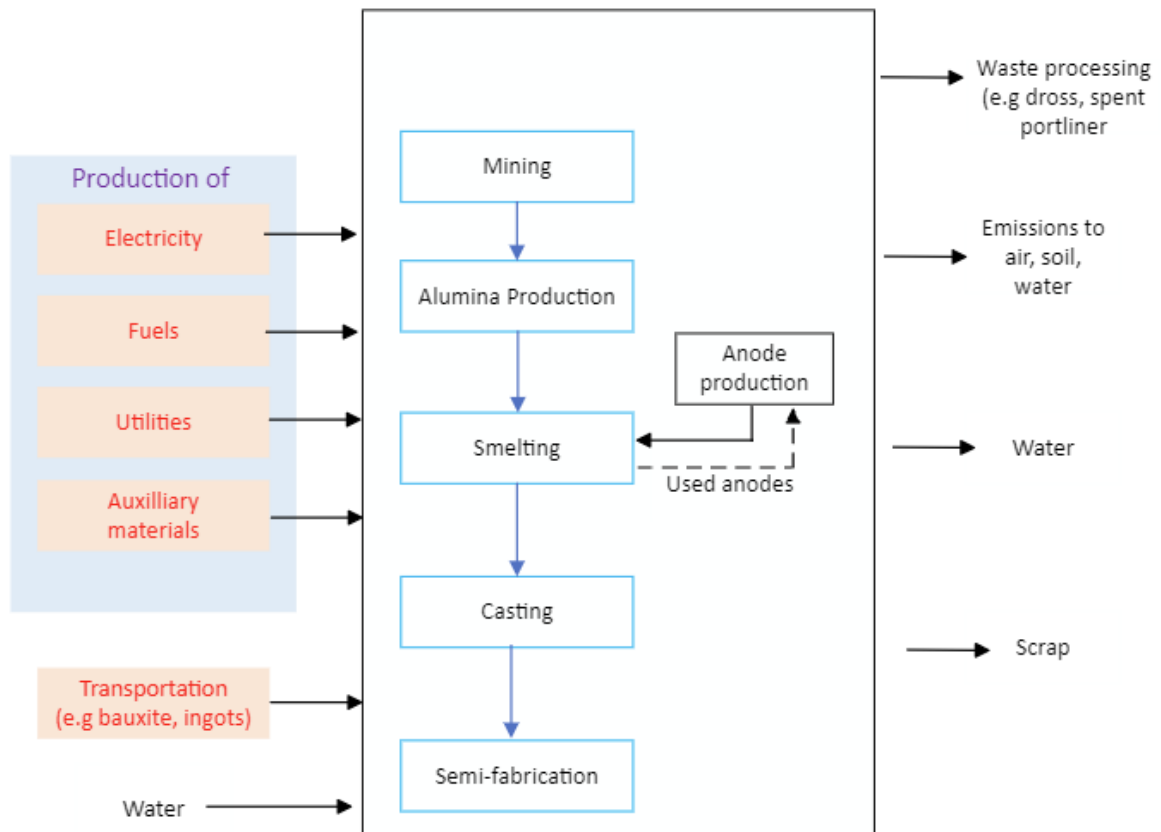 Production of
Electricity
Fuels
Utilities
Auxilliary
materials
Transportation
(e.g bauxite, ingots)
Water
Mining
Alumina Production
Smelting
Casting
Semi-fabrication
Anode
production
Used anodes
Waste processing
(e.g dross, spent
portliner
Emissions to
air, soil,
water
Water
Scrap